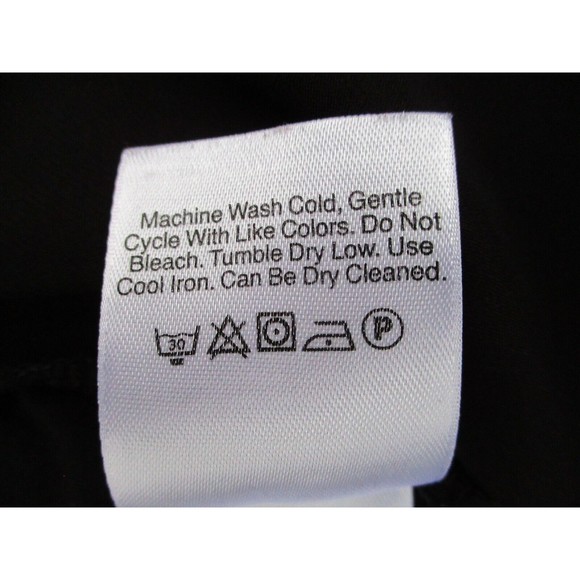 Machine Wash Cold, Gentle
Cycle With Like Colors. Do Not
Bleach. Tumble Dry Low. Use
Cool Iron. Can Be Dry Cleaned.
30 P